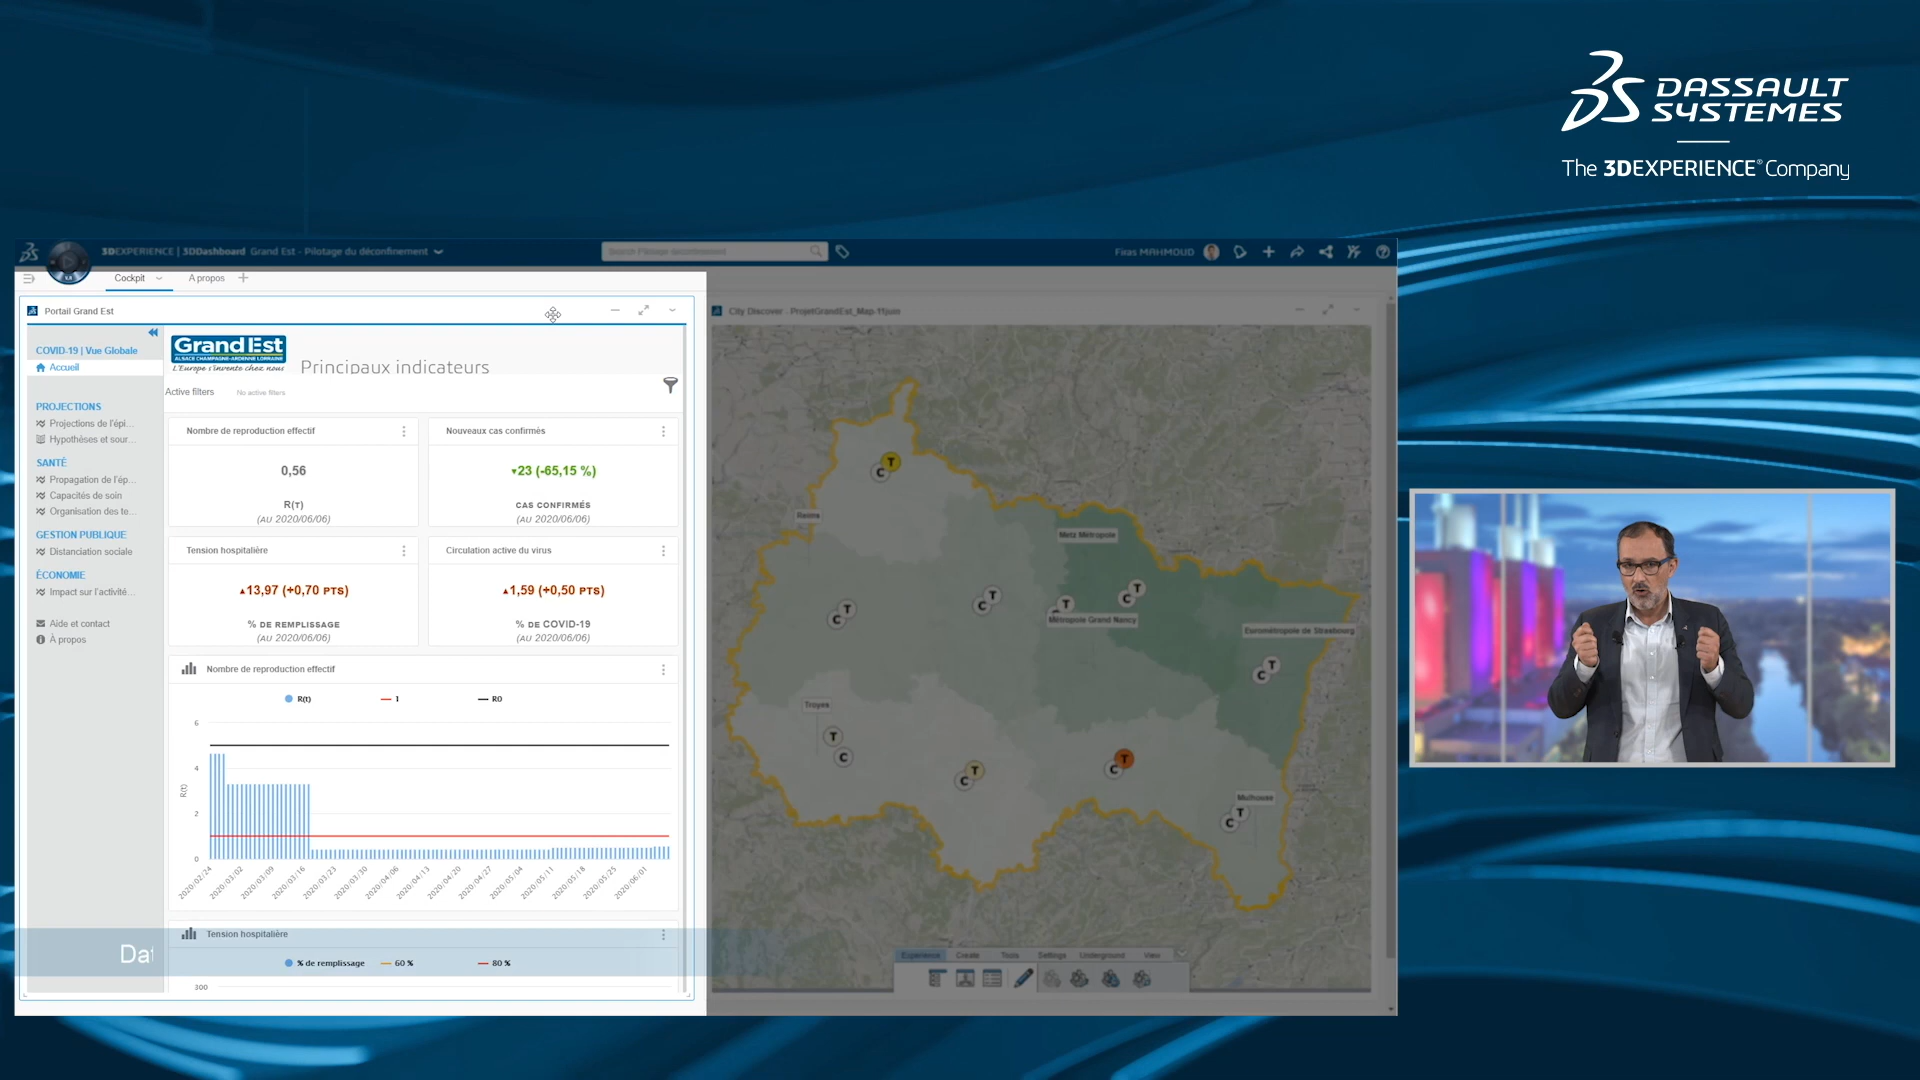 DASSAULT
SYSTEMES
The 3DEXPERIENCE® Company
3DEXPERIENCE | 3DDashboard Grand Est - Pilotage du déconfinement
Firas MAHMOUD
Cockpit
A propos
Portail Grand Est
COVID-19 | Vue Globale
Accueil
PROJECTIONS
Projections de l'épi...
Hypothèses et sour...
SANTÉ
Propagation de l'ép...
Capacités de soin
Organisation des te...
GESTION PUBLIQUE
Distanciation sociale
ÉCONOMIE
Impact sur l'activité...
Aide et contact
À propos
Grand Est
ALSACE CHAMPAGNE-ARDENNE LORRAINE
L'Europe s'invente chez nous
Principaux indicateurs
Active filters
No active filters
Nombre de reproduction effectif
0,56
R(T)
(AU 2020/06/06)
Nouveaux cas confirmés
▾23 (-65,15 %)
CAS CONFIRMÉS
(AU 2020/06/06)
Tension hospitalière
▴13,97 (+0,70 PTS)
% DE REMPLISSAGE
(AU 2020/06/06)
Circulation active du virus
▴1,59 (+0,50 PTS)
% DE COVID-19
(AU 2020/06/06)
Nombre de reproduction effectif
R(t) 1 R0
6
4
2
0
R(t)
2020/02/24 2020/03/02 2020/03/09 2020/03/16 2020/03/23 2020/03/30 2020/04/06 2020/04/13 2020/04/20 2020/04/27 2020/05/04 2020/05/11 2020/05/18 2020/05/25 2020/06/01
Tension hospitalière
% de remplissage 60 % 80 %
300
Dat
City Discover - ProjetGrandEst_Map-11juin
T
C
Reims
Metz Métropole
T
C
T
C
T
C
T
Métropole Grand Nancy
Eurométropole de Strasbourg
T
C
Troyes
T
C
T
C
T
C
Mulhouse
T
C
Experience Create Tools Settings Underground View